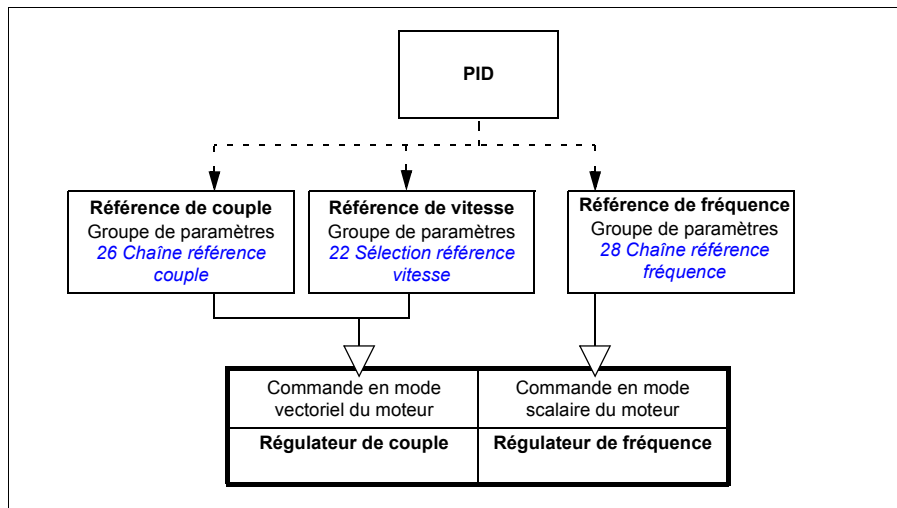 PID
Référence de couple
Groupe de paramètres
26 Chaîne référence
couple
Référence de vitesse
Groupe de paramètres
22 Sélection référence
vitesse
Référence de fréquence
Groupe de paramètres
28 Chaîne référence
fréquence
Commande en mode
vectoriel du moteur
Commande en mode
scalaire du moteur
Régulateur de couple
Régulateur de fréquence